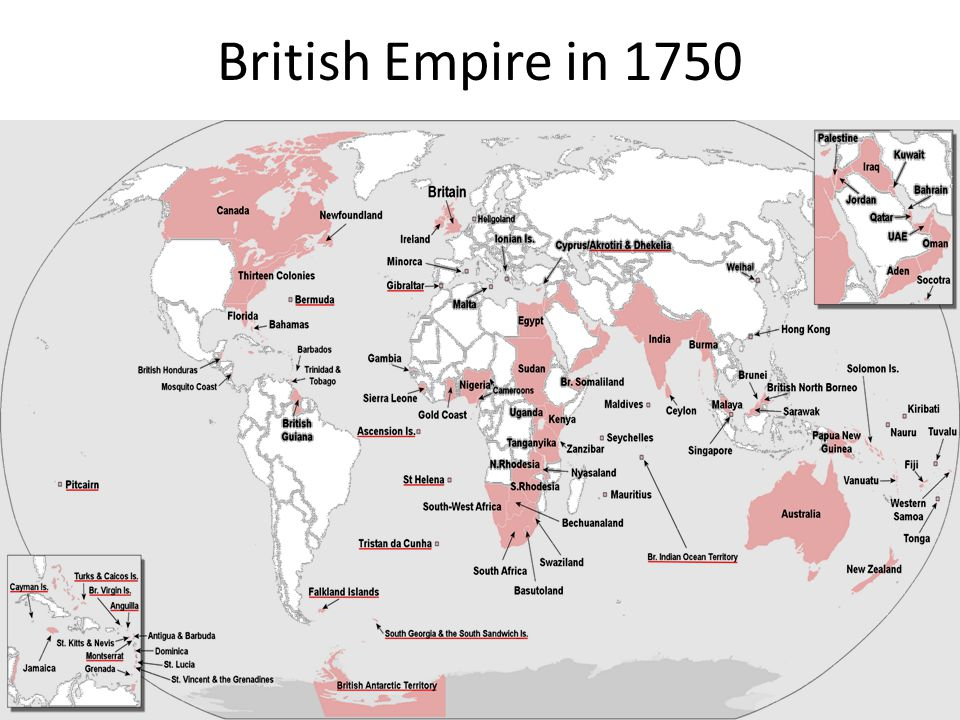 British Empire in 1750
Palestine
Iraq
Kuwait
Jordan
Bahrain
Qatar
UAE
Oman
Aden
Socotra
Canada
Newfoundland
Britain
Heligoland
Ireland
Ionian Is.
Cyprus/Akrotiri & Dhekelia
Minorca
Gibraltar
Malta
Weihai
Thirteen Colonies
Bermuda
Florida
Bahamas
Egypt
Hong Kong
India
Burma
British Honduras
Mosquito Coast
Barbados
Trinidad &
Tobago
Gambia
Sudan
Solomon Is.
Brunei
British North Borneo
Sierra Leone
Nigeria
Cameroons
Br. Somaliland
Gold Coast
Uganda
Kenya
Maldives
Ceylon
Malaya
Sarawak
Kiribati
British
Guiana
Ascension Is.
Tanganyika
Zanzibar
Seychelles
Singapore
Papua New
Guinea
Nauru
Tuvalu
Pitcairn
St Helena
N.Rhodesia
Nyasaland
S.Rhodesia
Mauritius
Fiji
Vanuatu
Western
Samoa
Tonga
South-West Africa
Bechuanaland
Australia
Tristan da Cunha
Swaziland
Br. Indian Ocean Territory
South Africa
Basutoland
New Zealand
Falkland Islands
South Georgia & the South Sandwich Is.
British Antarctic Territory
Cayman Is.
Turks & Caicos Is.
Br. Virgin Is.
Anguilla
Antigua & Barbuda
St. Kitts & Nevis
Montserrat
Dominica
Jamaica
Grenada
St. Lucia
St. Vincent & the Grenadines